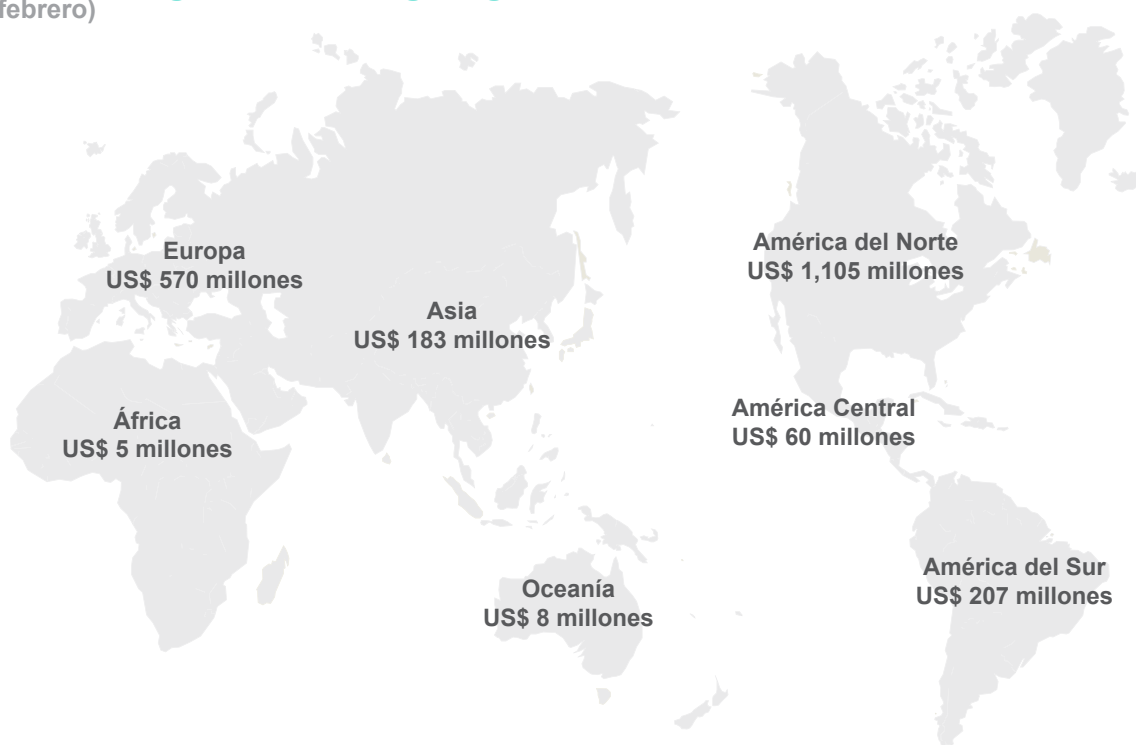 febrero)
Europa
US$ 570 millones
América del Norte
US$ 1,105 millones
Asia
US$ 183 millones
África
US$ 5 millones
América Central
US$ 60 millones
América del Sur
US$ 207 millones
Oceanía
US$ 8 millones